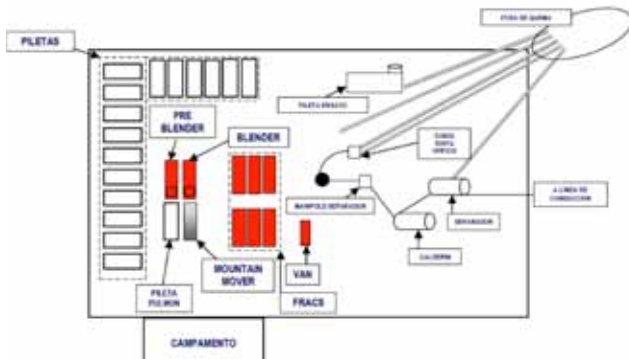 FOSA DE QUEMA
PILETAS
PILETA ENSAYO
PRE
BLENDER
BLENDER
MANIFOLD SEPARADOR
A LINEA DE
CONDUCCION
SEPARADOR
CALENTIN
PILETA
PULMON
MOUNTAIN
MOVER
VAN
FRACS
CAMPAMENTO